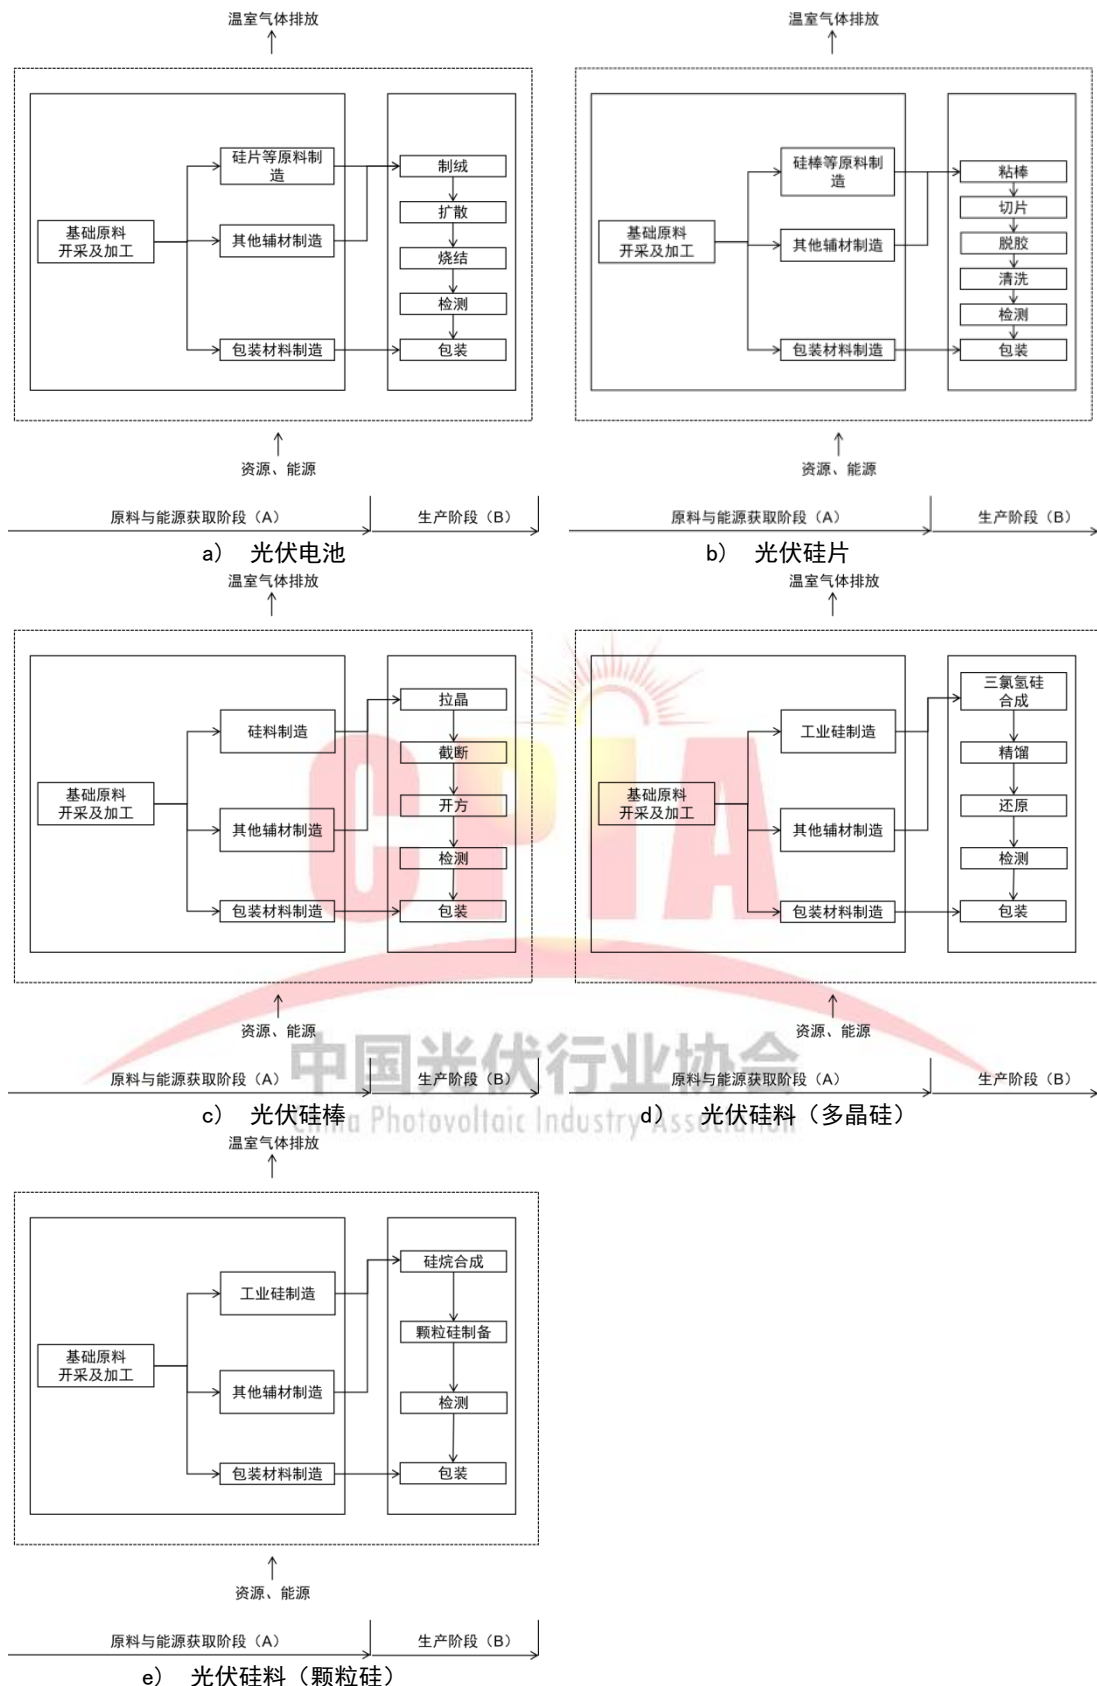 温室气体排放
硅片等原料制
造
基础原料
开采及加工
其他辅材制造
包装材料制造
制绒
扩散
烧结
检测
包装
资源、能源
原料与能源获取阶段（A）
生产阶段（B）
a） 光伏电池
温室气体排放
硅棒等原料制
造
基础原料
开采及加工
其他辅材制造
包装材料制造
粘棒
切片
脱胶
清洗
检测
包装
资源、能源
原料与能源获取阶段（A）
生产阶段（B）
b） 光伏硅片
温室气体排放
硅料制造
基础原料
开采及加工
其他辅材制造
包装材料制造
拉晶
截断
开方
检测
包装
资源、能源
原料与能源获取阶段（A）
生产阶段（B）
c） 光伏硅棒
温室气体排放
工业硅制造
基础原料
开采及加工
其他辅材制造
包装材料制造
三氯氢硅
合成
精馏
还原
检测
包装
资源、能源
原料与能源获取阶段（A）
生产阶段（B）
d） 光伏硅料（多晶硅）
CPIA
中国光伏行业协会
China Photovoltaic Industry Association
温室气体排放
工业硅制造
基础原料
开采及加工
其他辅材制造
包装材料制造
硅烷合成
颗粒硅制备
检测
包装
资源、能源
原料与能源获取阶段（A）
生产阶段（B）
e） 光伏硅料（颗粒硅）